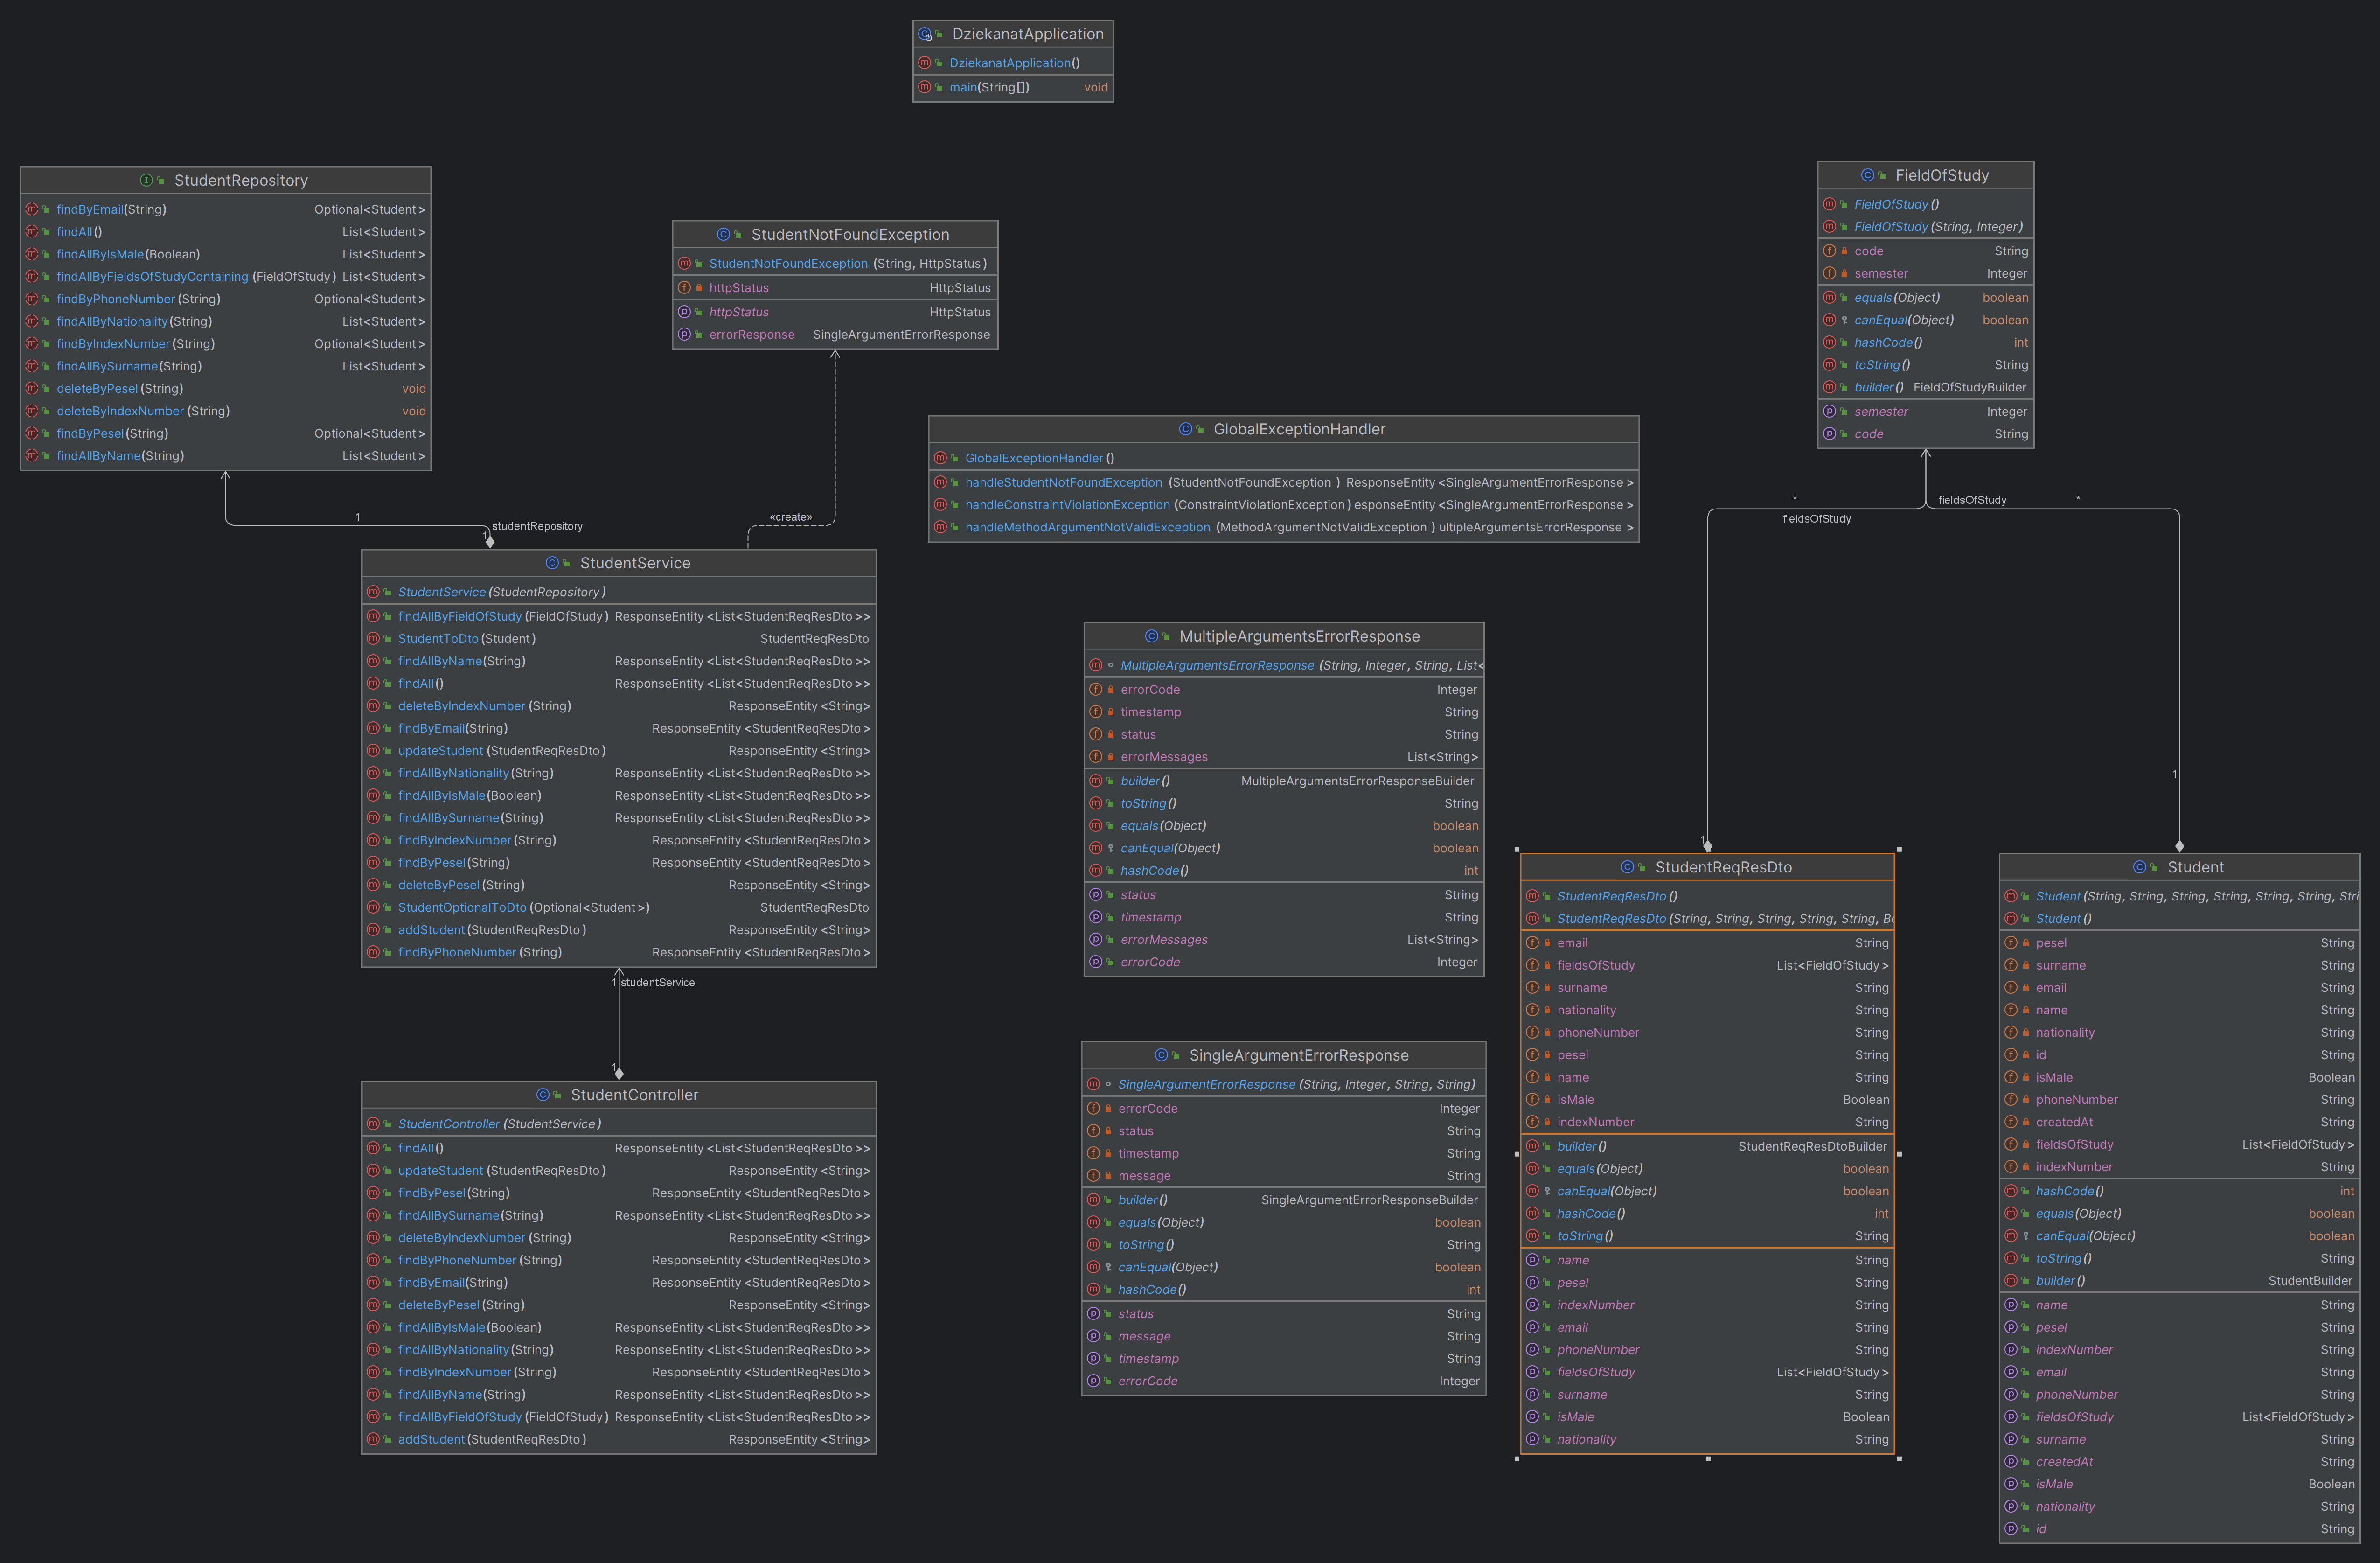 DziekanatApplication
DziekanatApplication()
main(String[]) void
StudentRepository
findByEmail(String) Optional<Student>
findAll() List<Student>
findAllByIsMale(Boolean) List<Student>
findAllByFieldsOfStudyContaining (FieldOfStudy) List<Student>
findByPhoneNumber (String) Optional<Student>
findAllByNationality(String) List<Student>
findByIndexNumber (String) Optional<Student>
findAllBySurname(String) List<Student>
deleteByPesel (String) void
deleteByIndexNumber (String) void
findByPesel(String) Optional<Student>
findAllByName(String) List<Student>
1
studentRepository
1
StudentNotFoundException
StudentNotFoundException (String, HttpStatus)
httpStatus HttpStatus
httpStatus HttpStatus
errorResponse SingleArgumentErrorResponse
«create»
GlobalExceptionHandler
GlobalExceptionHandler ()
handleStudentNotFoundException (StudentNotFoundException ) ResponseEntity <SingleArgumentErrorResponse >
handleConstraintViolationException (ConstraintViolationException ) esponseEntity <SingleArgumentErrorResponse >
handleMethodArgumentNotValidException (MethodArgumentNotValidException ) ultipleArgumentsErrorResponse >
FieldOfStudy
FieldOfStudy ()
FieldOfStudy (String, Integer)
code String
semester Integer
equals(Object) boolean
canEqual(Object) boolean
hashCode() int
toString() String
builder() FieldOfStudyBuilder
semester Integer
code String
*
fieldsOfStudy
fieldsOfStudy
*
1
1
StudentService
StudentService (StudentRepository)
findAllByFieldOfStudy (FieldOfStudy) ResponseEntity <List<StudentReqResDto >>
StudentToDto (Student) StudentReqResDto
findAllByName(String) ResponseEntity <List<StudentReqResDto >>
findAll() ResponseEntity <List<StudentReqResDto >>
deleteByIndexNumber (String) ResponseEntity <String>
findByEmail(String) ResponseEntity <StudentReqResDto >
updateStudent (StudentReqResDto ) ResponseEntity <String>
findAllByNationality(String) ResponseEntity <List<StudentReqResDto >>
findAllByIsMale(Boolean) ResponseEntity <List<StudentReqResDto >>
findAllBySurname(String) ResponseEntity <List<StudentReqResDto >>
findByIndexNumber (String) ResponseEntity <StudentReqResDto >
findByPesel(String) ResponseEntity <StudentReqResDto >
deleteByPesel (String) ResponseEntity <String>
StudentOptionalToDto (Optional<Student>) StudentReqResDto
addStudent (StudentReqResDto ) ResponseEntity <String>
findByPhoneNumber (String) ResponseEntity <StudentReqResDto >
1 studentService
1
StudentController
StudentController (StudentService)
findAll() ResponseEntity <List<StudentReqResDto >>
updateStudent (StudentReqResDto ) ResponseEntity <String>
findByPesel(String) ResponseEntity <StudentReqResDto >
findAllBySurname(String) ResponseEntity <List<StudentReqResDto >>
deleteByIndexNumber (String) ResponseEntity <String>
findByPhoneNumber (String) ResponseEntity <StudentReqResDto >
findByEmail(String) ResponseEntity <StudentReqResDto >
deleteByPesel (String) ResponseEntity <String>
findAllByIsMale(Boolean) ResponseEntity <List<StudentReqResDto >>
findAllByNationality(String) ResponseEntity <List<StudentReqResDto >>
findByIndexNumber (String) ResponseEntity <StudentReqResDto >
findAllByName(String) ResponseEntity <List<StudentReqResDto >>
findAllByFieldOfStudy (FieldOfStudy) ResponseEntity <List<StudentReqResDto >>
addStudent (StudentReqResDto ) ResponseEntity <String>
MultipleArgumentsErrorResponse
MultipleArgumentsErrorResponse (String, Integer, String, List<
errorCode Integer
timestamp String
status String
errorMessages List<String>
builder() MultipleArgumentsErrorResponseBuilder
toString() String
equals(Object) boolean
canEqual(Object) boolean
hashCode() int
status String
timestamp String
errorMessages List<String>
errorCode Integer
SingleArgumentErrorResponse
SingleArgumentErrorResponse (String, Integer, String, String)
errorCode Integer
status String
timestamp String
message String
builder() SingleArgumentErrorResponseBuilder
equals(Object) boolean
toString() String
canEqual(Object) boolean
hashCode() int
status String
message String
timestamp String
errorCode Integer
StudentReqResDto
StudentReqResDto ()
StudentReqResDto (String, String, String, String, String, Bo
email String
fieldsOfStudy List<FieldOfStudy>
surname String
nationality String
phoneNumber String
pesel String
name String
isMale Boolean
indexNumber String
builder() StudentReqResDtoBuilder
equals(Object) boolean
canEqual(Object) boolean
hashCode() int
toString() String
name String
pesel String
indexNumber String
email String
phoneNumber String
fieldsOfStudy List<FieldOfStudy>
surname String
isMale Boolean
nationality String
Student
Student(String, String, String, String, String, String, Stri
Student()
pesel String
surname String
email String
name String
nationality String
id String
isMale Boolean
phoneNumber String
createdAt String
fieldsOfStudy List<FieldOfStudy>
indexNumber String
hashCode() int
equals(Object) boolean
canEqual(Object) boolean
toString() String
builder() StudentBuilder
name String
pesel String
indexNumber String
email String
phoneNumber String
fieldsOfStudy List<FieldOfStudy>
surname String
createdAt String
isMale Boolean
nationality String
id String